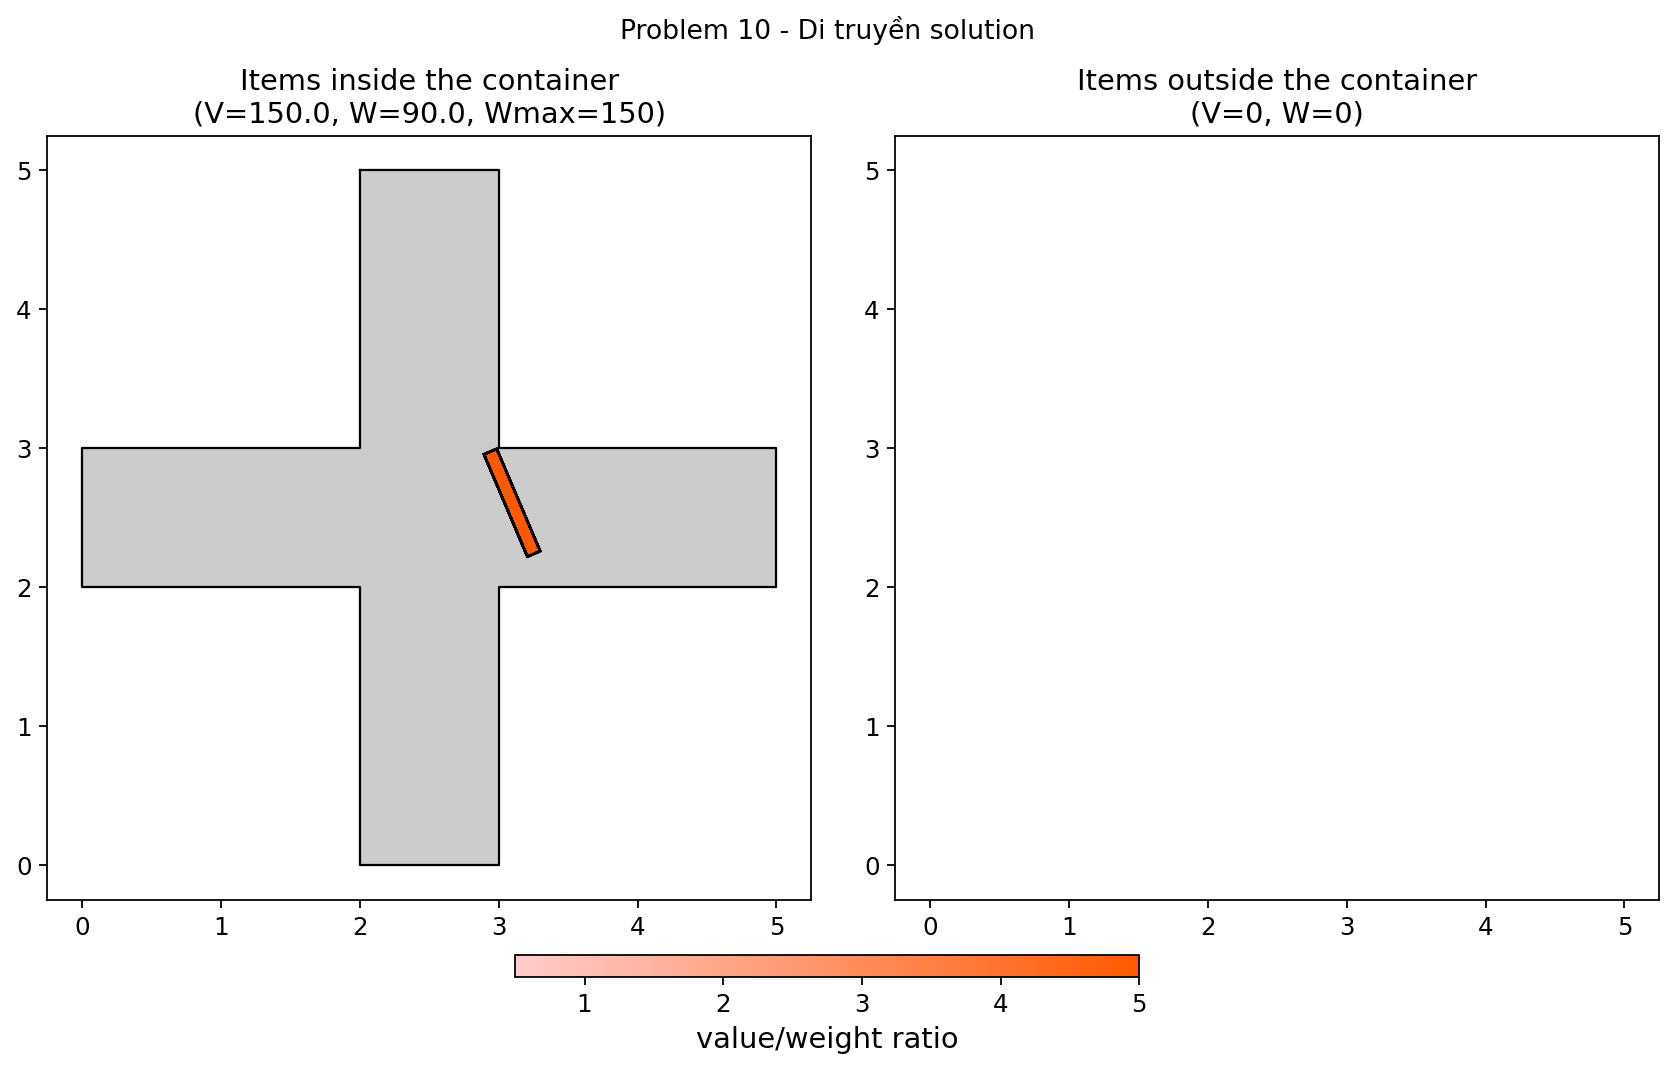 Problem 10 - Di truyền solution
Items inside the container
(V=150.0, W=90.0, Wmax=150)
Items outside the container
(V=0, W=0)
5
4
3
2
1
0
0 1 2 3 4 5
5
4
3
2
1
0
0 1 2 3 4 5
1 2 3 4 5
value/weight ratio